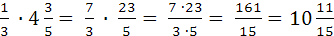 1/3 · 4 3/5 = 7/3 · 23/5 = 7·23/3·5 = 161/15 = 10 11/15